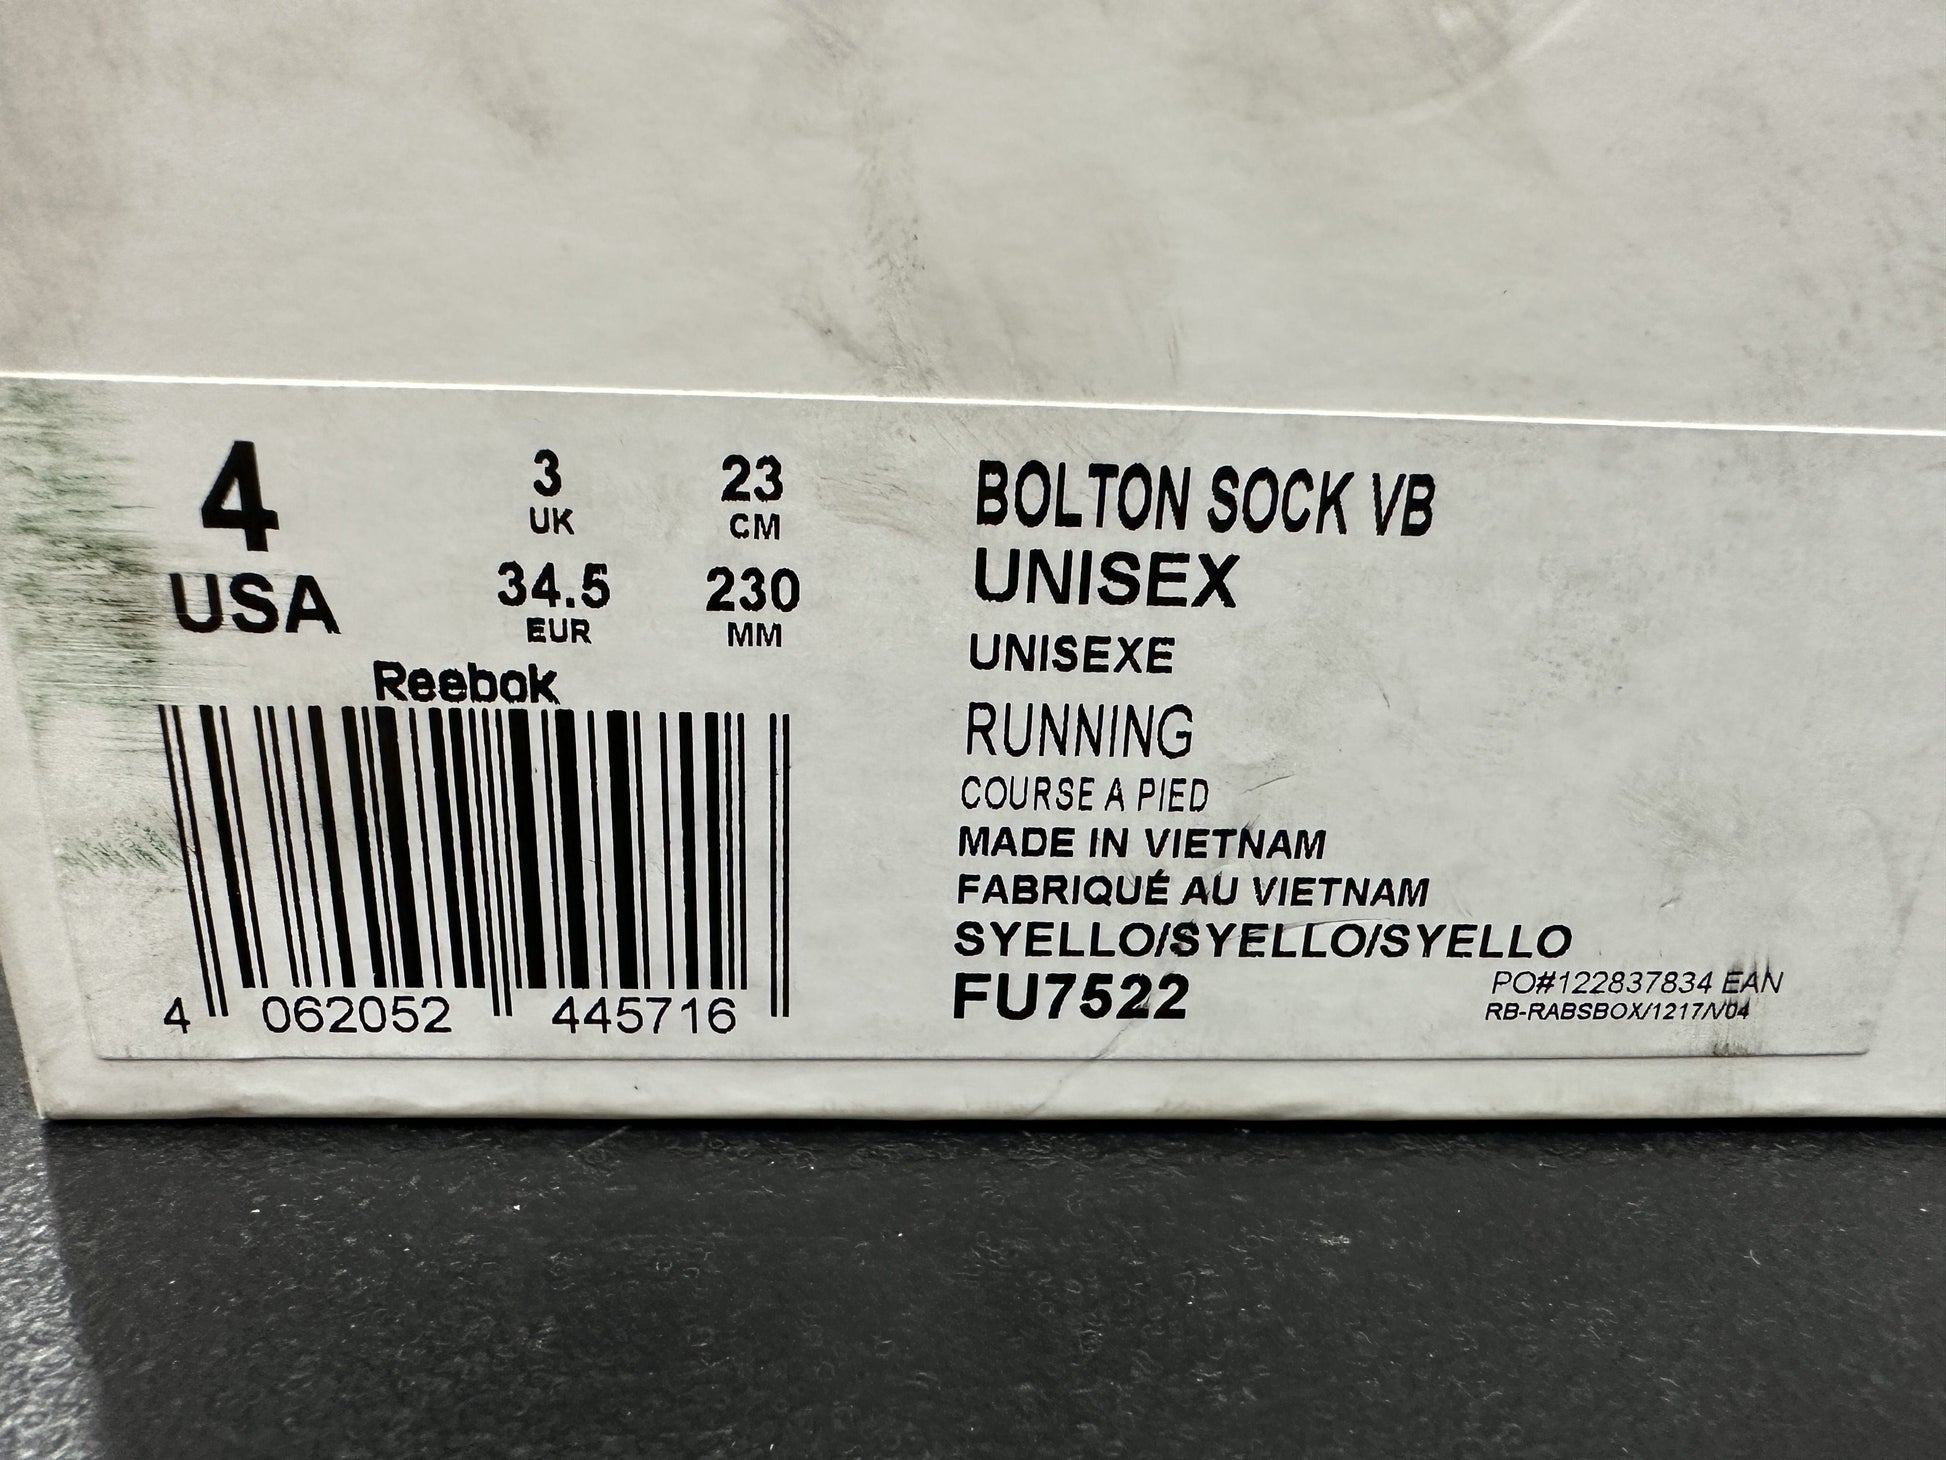 4
USA
3
UK
23
CM
34.5
EUR
230
MM
Reebok
4 062052 445716
BOLTON SOCK VB
UNISEX
UNISEXE
RUNNING
COURSE A PIED
MADE IN VIETNAM
FABRIQUÉ AU VIETNAM
SYELLO/SYELLO/SYELLO
FU7522
PO#122837834 EAN
RB-RABSBOX/1217/V04